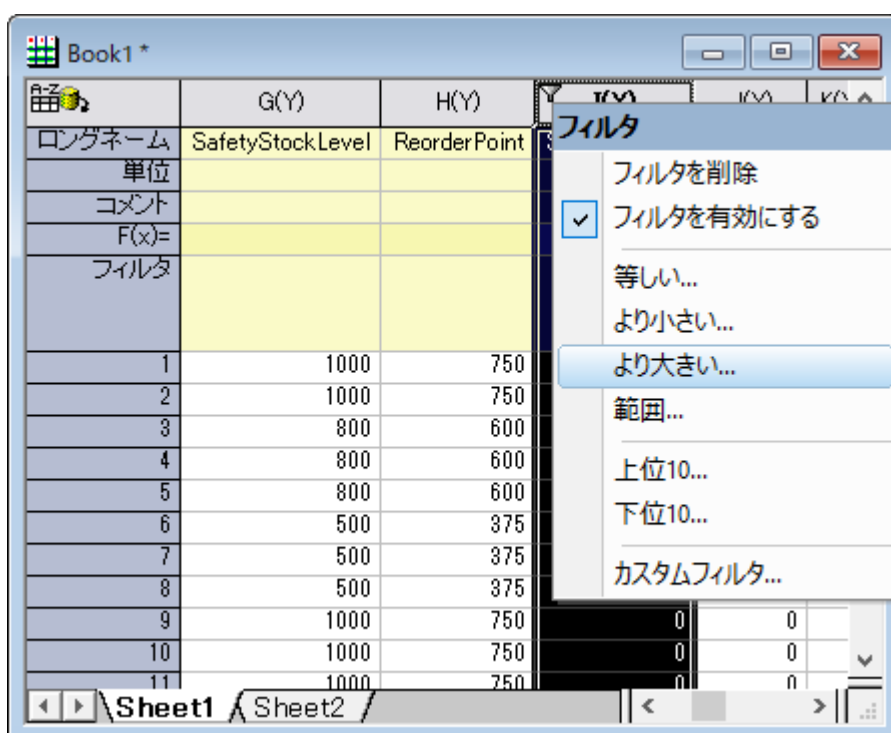 Book1 *
G(Y) H(Y) I(Y) J(Y)
フィルタ
ロングネーム SafetyStockLevel ReorderPoint
単位
コメント
F(x)=
フィルタ
フィルタを削除
フィルタを有効にする
等しい...
より小さい...
より大きい...
範囲...
上位10...
下位10...
カスタムフィルタ...
1 1000 750
2 1000 750
3 800 600
4 800 600
5 800 600
6 500 375
7 500 375
8 500 375
9 1000 750 0 0
10 1000 750 0 0
11 1000 750 0 0
Sheet1 Sheet2